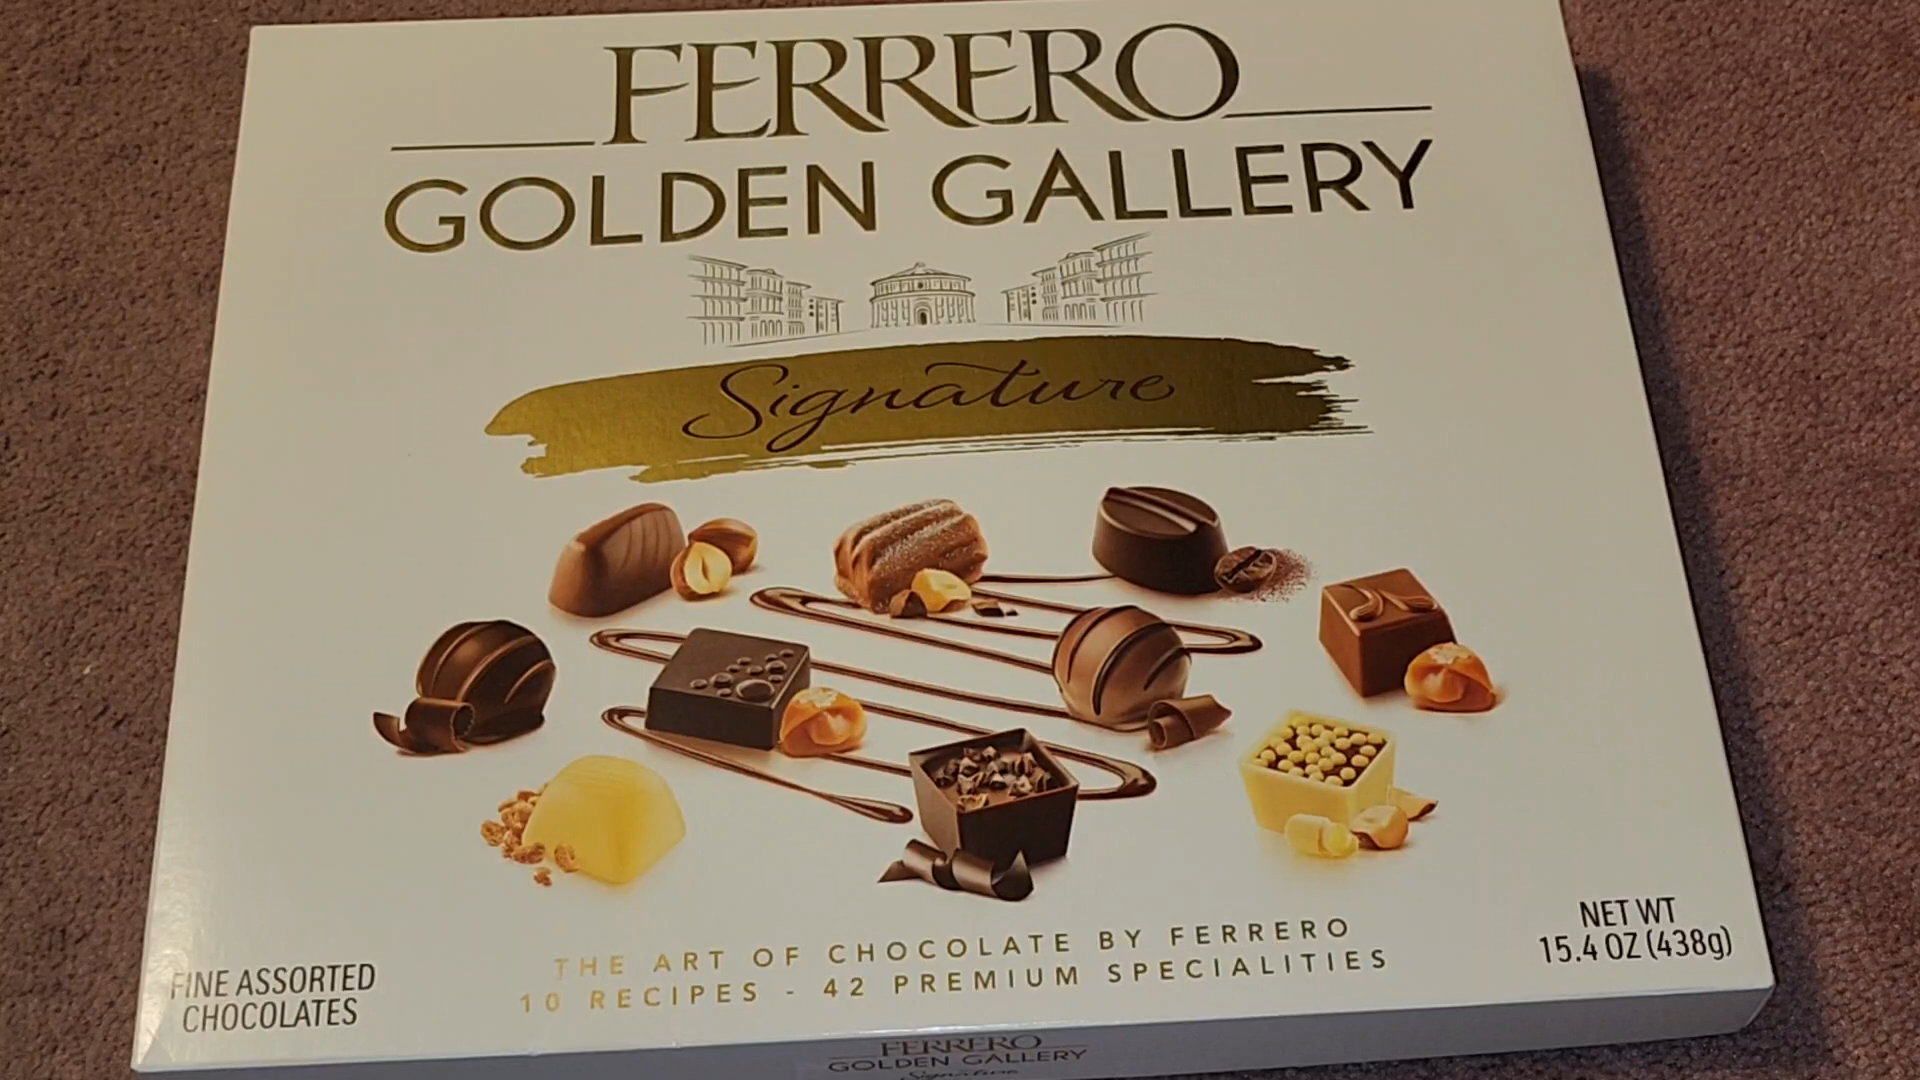 FERRERO
GOLDEN GALLERY
Signature
THE ART OF CHOCOLATE BY FERRERO
10 RECIPES - 42 PREMIUM SPECIALITIES
FINE ASSORTED
CHOCOLATES
NET WT
15.4 OZ (438g)
FERRERO
GOLDEN GALLERY
Signature